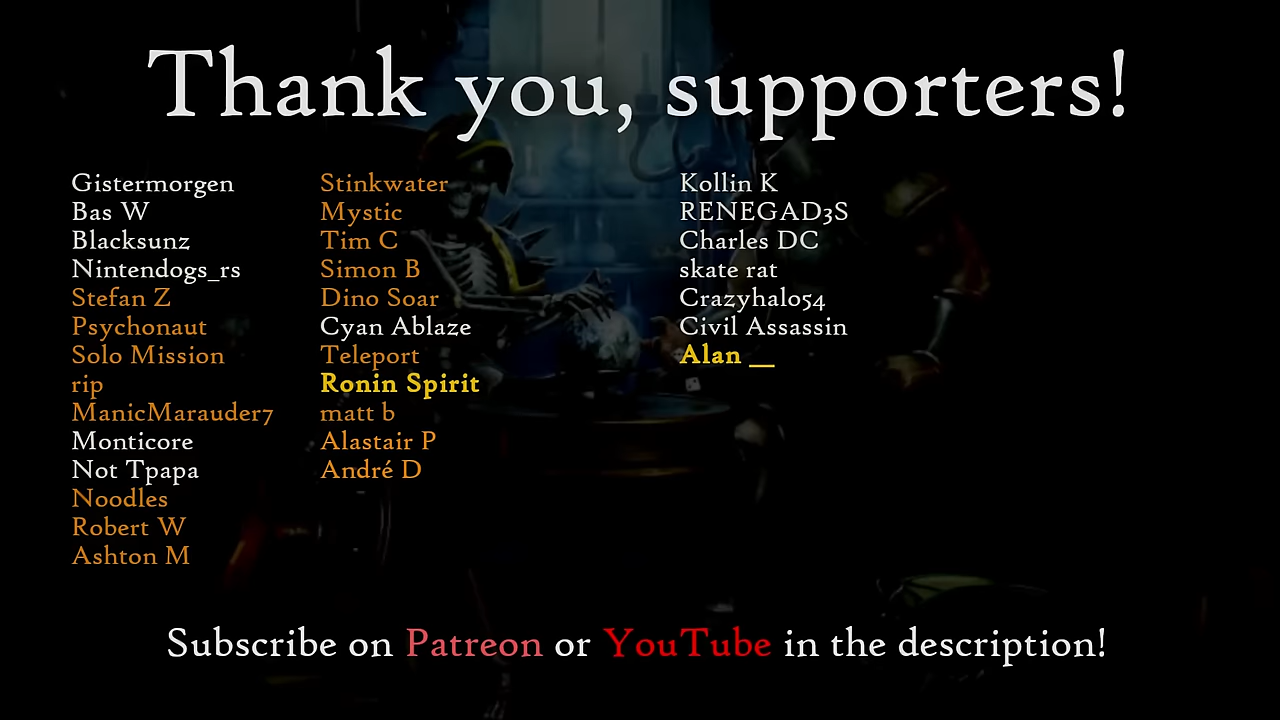 Thank you, supporters!
Gistermorgen
Bas W
Blacksunz
Nintendogs_rs
Stefan Z
Psychonaut
Solo Mission
rip
ManicMarauder7
Monticore
Not Tpapa
Noodles
Robert W
Ashton M
Stinkwater
Mystic
Tim C
Simon B
Dino Soar
Cyan Ablaze
Teleport
Ronin Spirit
matt b
Alastair P
André D
Kollin K
RENEGAD3S
Charles DC
skate rat
Crazyhalo54
Civil Assassin
Alan __
Subscribe on Patreon or YouTube in the description!